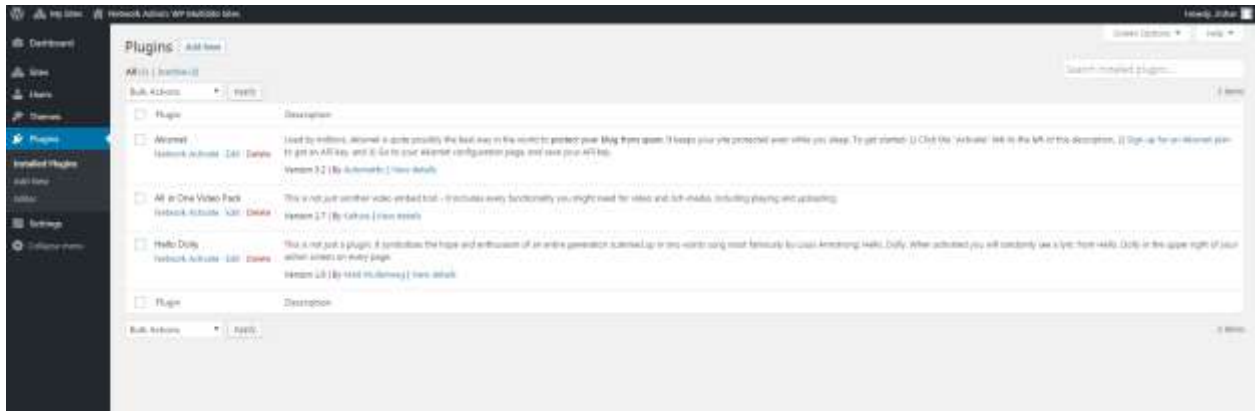 My Sites Network Admin: WP Multisite Sites Howdy,
Dashboard
Sites
Users
Themes
Plugins
Installed Plugins
Add New
Editor
Settings
Collapse menu
Screen Options Help
Plugins Add New
All (3) | Inactive (3)
Search installed plugins...
Bulk Actions Apply 3 items
Plugin Description
Akismet Used by millions, Akismet is quite possibly the best way in the world to protect your blog from spam. It keeps your site protected even while you sleep. To get started: 1) Click the "Activate" link to the left of this description, 2) Sign up for an Akismet plan
Network Activate | Edit | Delete to get an API key, and 3) Go to your Akismet configuration page, and save your API key.
Version 3.2 | By Automattic | View details
All in One Video Pack This is not just another video embed tool - it includes every functionality you might need for video and rich-media, including playing and uploading
Network Activate | Edit | Delete Version 2.7 | By Kaltura | View details
Hello Dolly This is not just a plugin, it symbolizes the hope and enthusiasm of an entire generation summed up in two words sung most famously by Louis Armstrong: Hello, Dolly. When activated you will randomly see a lyric from Hello, Dolly in the upper right of your
Network Activate | Edit | Delete admin screen on every page.
Version 1.6 | By Matt Mullenweg | View details
Plugin Description
Bulk Actions Apply 3 items